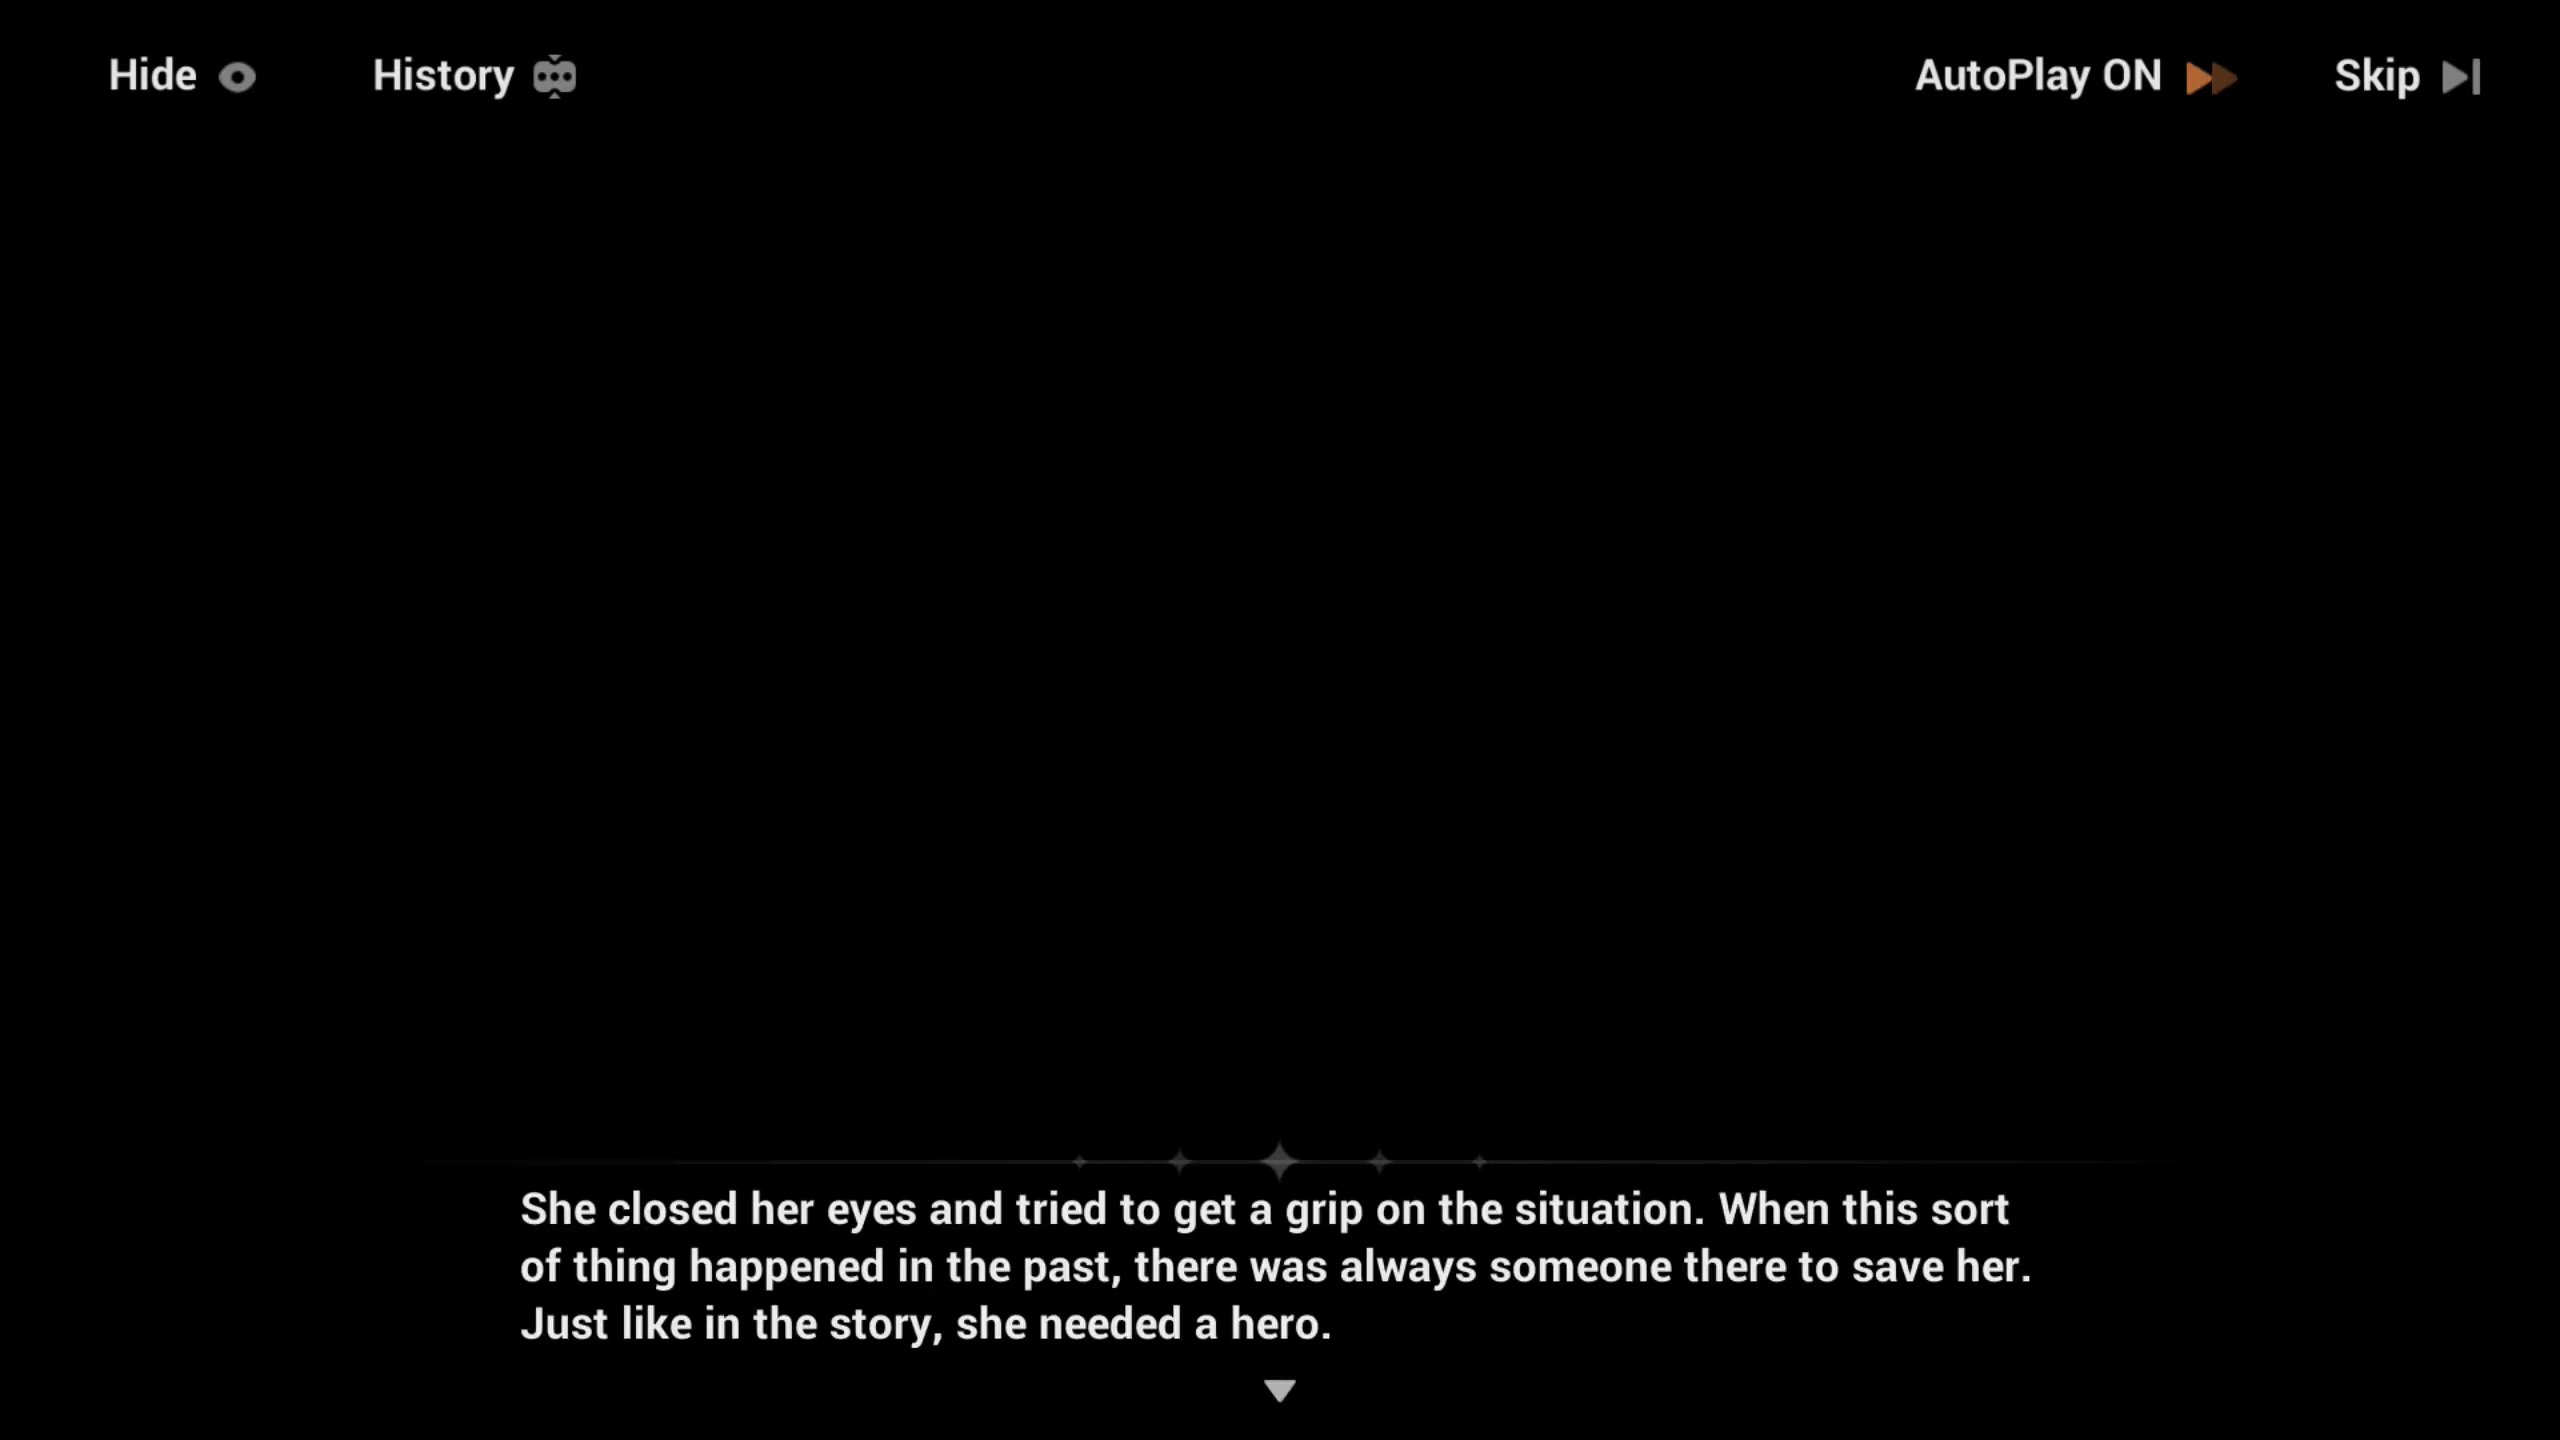 Hide
History
AutoPlay ON
Skip
She closed her eyes and tried to get a grip on the situation. When this sort
of thing happened in the past, there was always someone there to save her.
Just like in the story, she needed a hero.